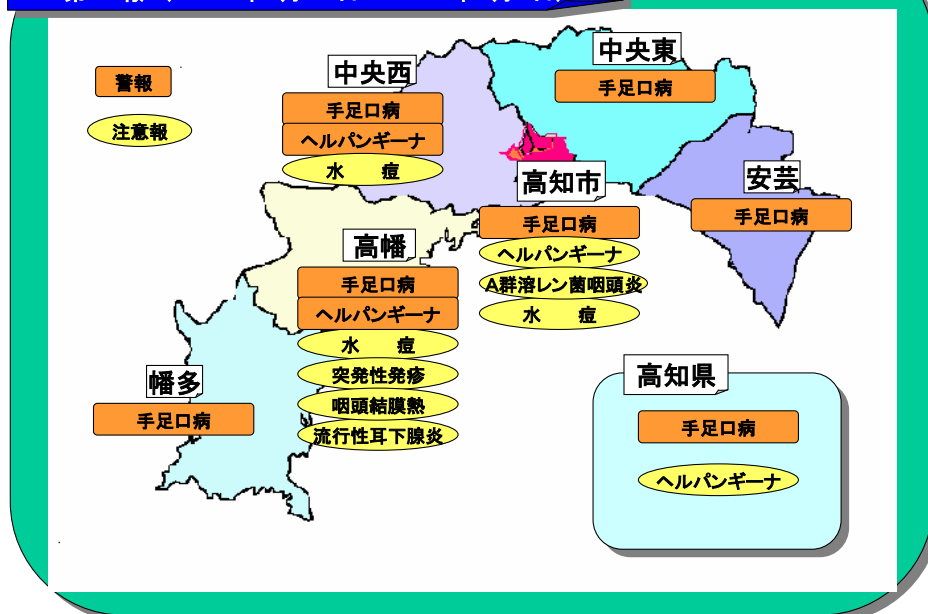 警報
注意報
中央西
手足口病
ヘルパンギーナ
水 痘
中央東
手足口病
高知市
手足口病
ヘルパンギーナ
A群溶レン菌咽頭炎
水 痘
安芸
手足口病
高幡
手足口病
ヘルパンギーナ
水 痘
突発性発疹
咽頭結膜熱
流行性耳下腺炎
幡多
手足口病
高知県
手足口病
ヘルパンギーナ